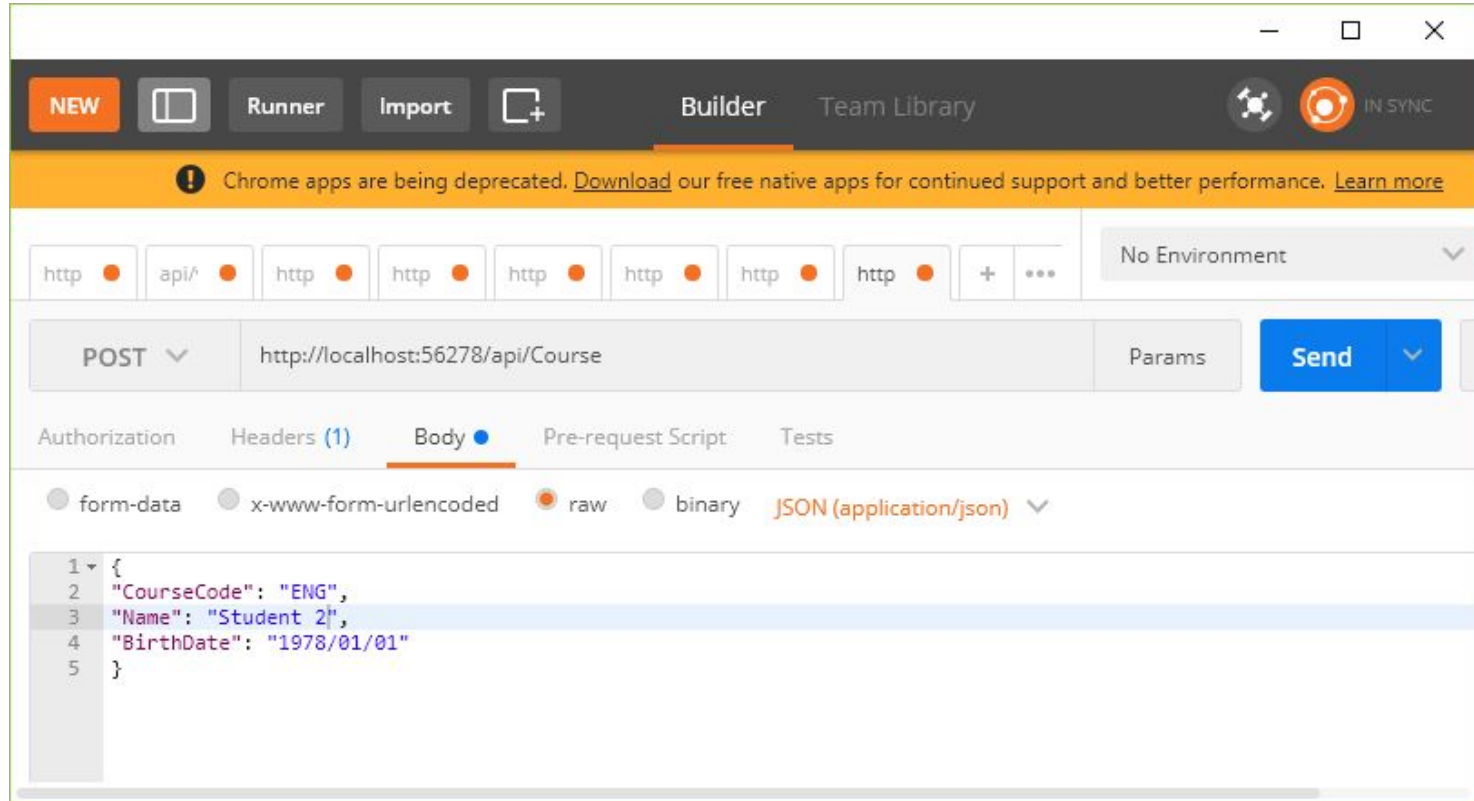 NEW Runner Import Builder Team Library IN SYNC
Chrome apps are being deprecated. Download our free native apps for continued support and better performance. Learn more
http api/ http http http http http http + ••• No Environment
POST http://localhost:56278/api/Course Params Send
Authorization Headers (1) Body Pre-request Script Tests
form-data x-www-form-urlencoded raw binary JSON (application/json)
1 {
2 "CourseCode": "ENG",
3 "Name": "Student 2",
4 "BirthDate": "1978/01/01"
5 }